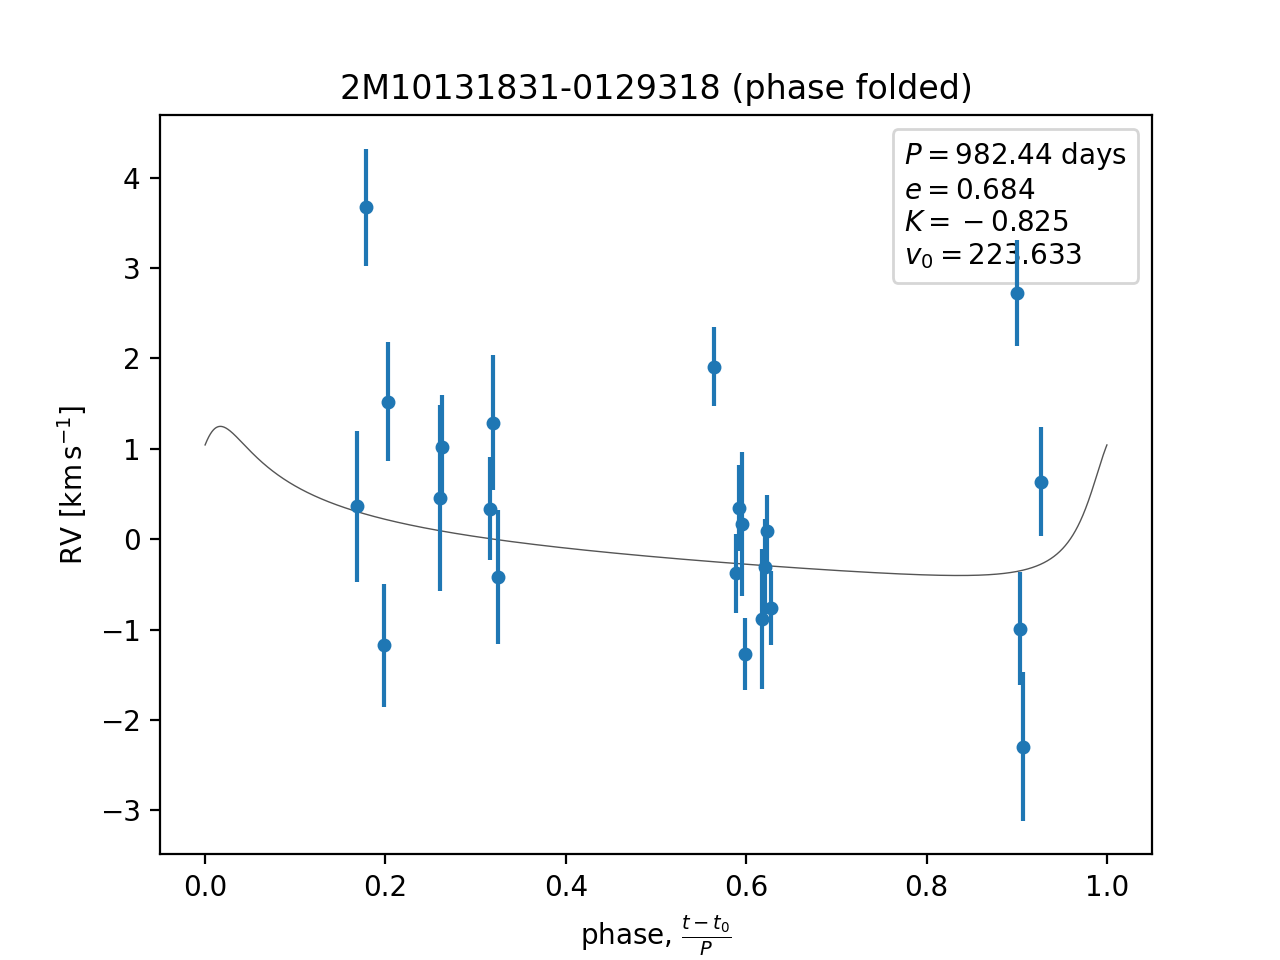 2M10131831-0129318 (phase folded)
P = 982.44 days
e = 0.684
K = −0.825
v₀ = 223.633
4
3
2
1
0
−1
−2
−3
RV [km s⁻¹]
0.0 0.2 0.4 0.6 0.8 1.0
phase, (t − t₀)/P